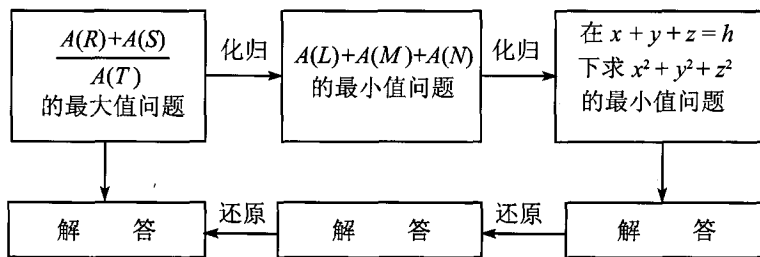 A(R)+A(S)
A(T)
的最大值问题
化归
A(L)+A(M)+A(N)
的最小值问题
化归
在 x + y + z = h
下求 x² + y² + z²
的最小值问题
解 答
还原
解 答
还原
解 答